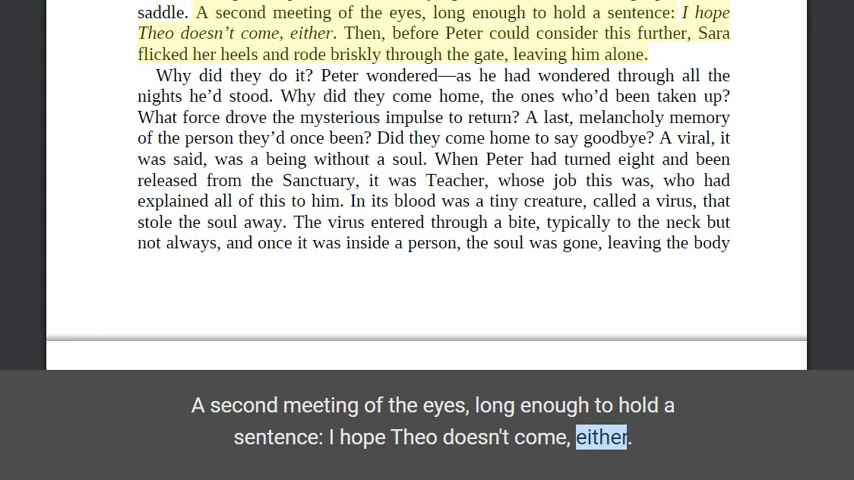 saddle. A second meeting of the eyes, long enough to hold a sentence: I hope
Theo doesn’t come, either. Then, before Peter could consider this further, Sara
flicked her heels and rode briskly through the gate, leaving him alone.
Why did they do it? Peter wondered—as he had wondered through all the
nights he’d stood. Why did they come home, the ones who’d been taken up?
What force drove the mysterious impulse to return? A last, melancholy memory
of the person they’d once been? Did they come home to say goodbye? A viral, it
was said, was a being without a soul. When Peter had turned eight and been
released from the Sanctuary, it was Teacher, whose job this was, who had
explained all of this to him. In its blood was a tiny creature, called a virus, that
stole the soul away. The virus entered through a bite, typically to the neck but
not always, and once it was inside a person, the soul was gone, leaving the body
A second meeting of the eyes, long enough to hold a
sentence: I hope Theo doesn't come, either.